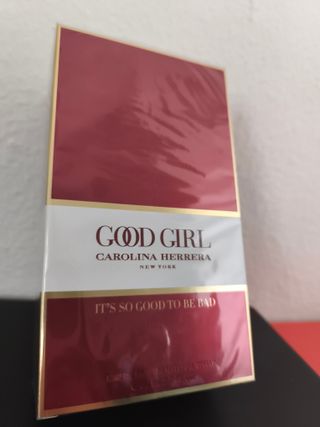 GOOD GIRL
CAROLINA HERRERA
NEW YORK
IT'S SO GOOD TO BE BAD